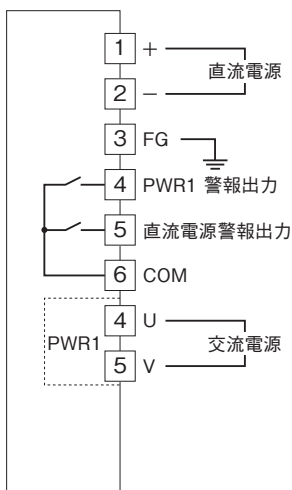 1 +
直流電源
2 −
3 FG
4 PWR1 警報出力
5 直流電源警報出力
6 COM
4 U
PWR1
交流電源
5 V